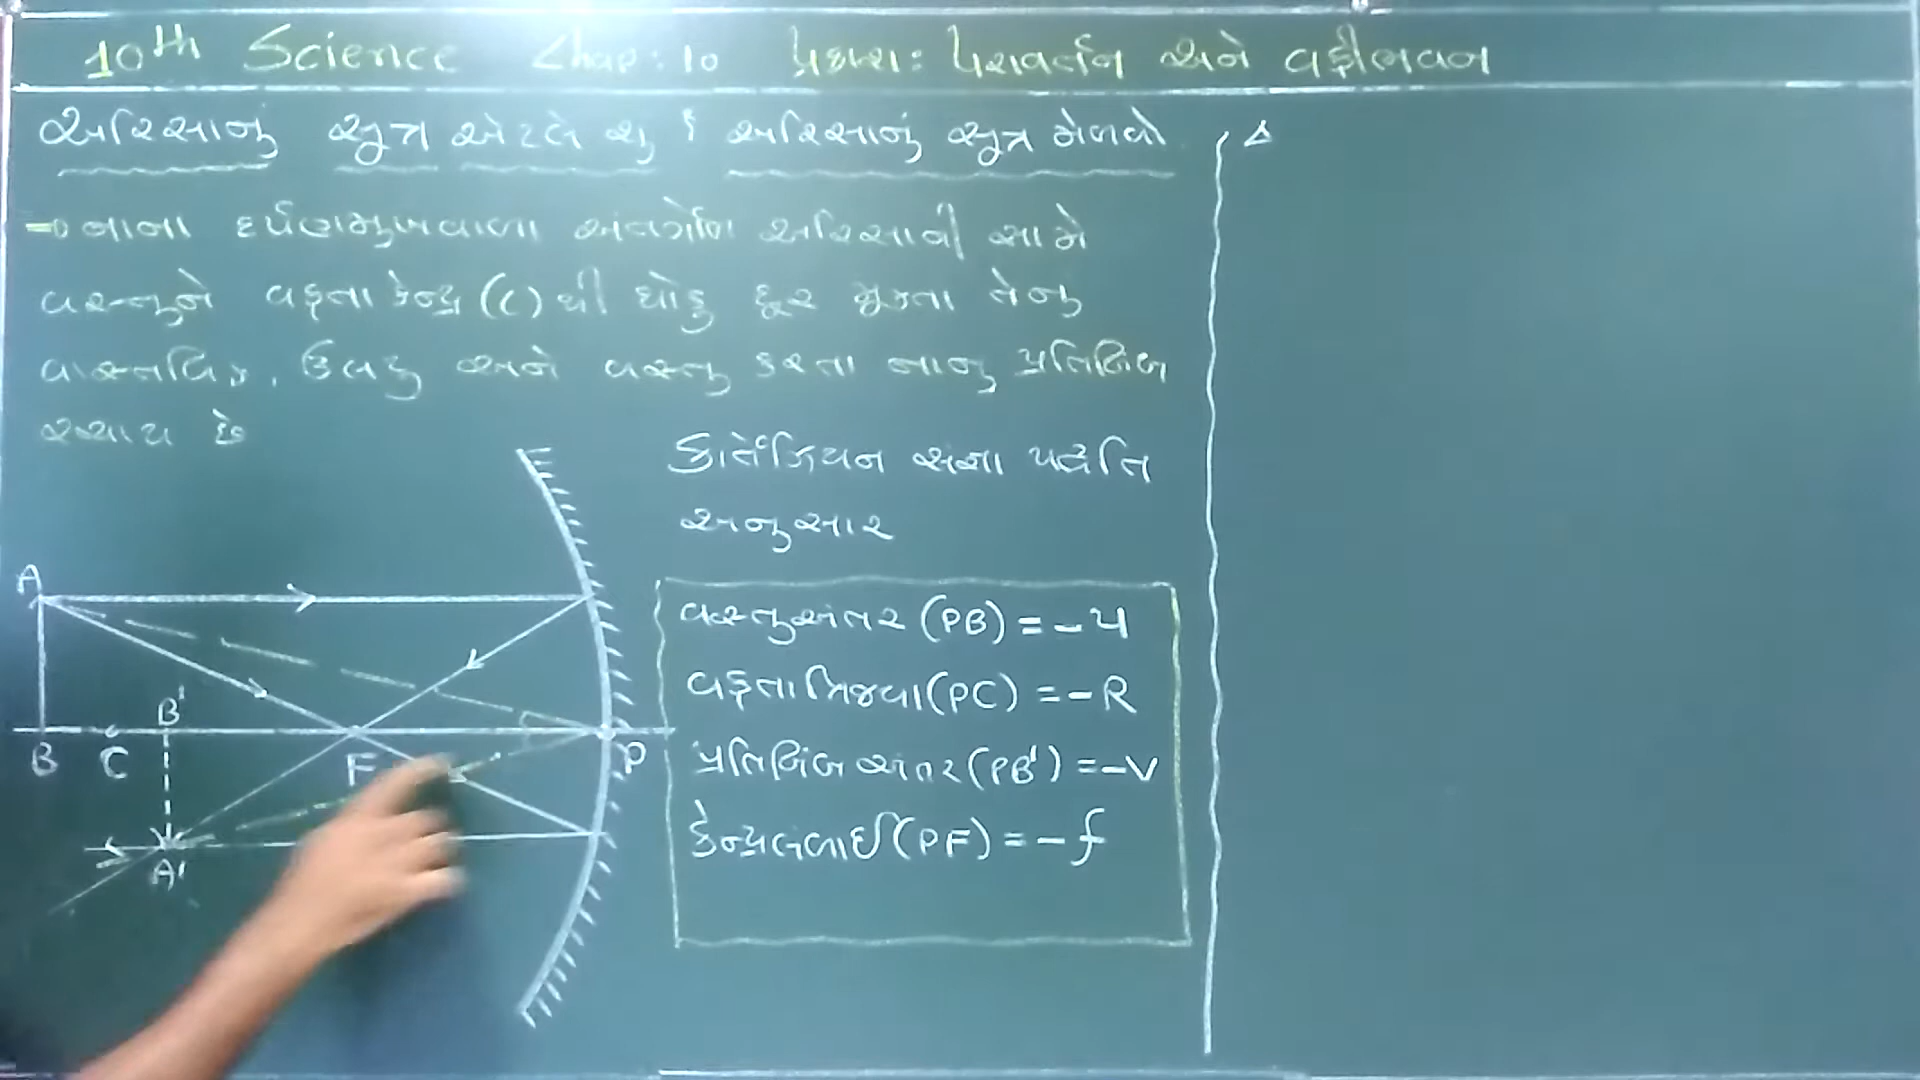 10th Science Chap: 10 પ્રકાશ: પરાવર્તન અને વક્રીભવન
અરિસાનું સુત્ર એટલે શુ ? અરિસાનું સુત્ર મેળવો
→ નાના દર્પણમુખવાળા અંતર્ગોળ અરિસાની સામે
વસ્તુને વક્રતા કેન્દ્ર (C) થી થોડુ દૂર મુકતા તેનુ
વાસ્તવિક, ઉલટુ અને વસ્તુ કરતા નાનુ પ્રતિબિંબ
રચાય છે
કાર્તેઝિયન સંજ્ઞા પદ્ધતિ
અનુસાર
વસ્તુઅંતર (PB) = -u
વક્રતા ત્રિજ્યા (PC) = -R
પ્રતિબિંબ અંતર (PB') = -v
કેન્દ્રલંબાઈ (PF) = -f
A
B'
B C F P
A'
Δ